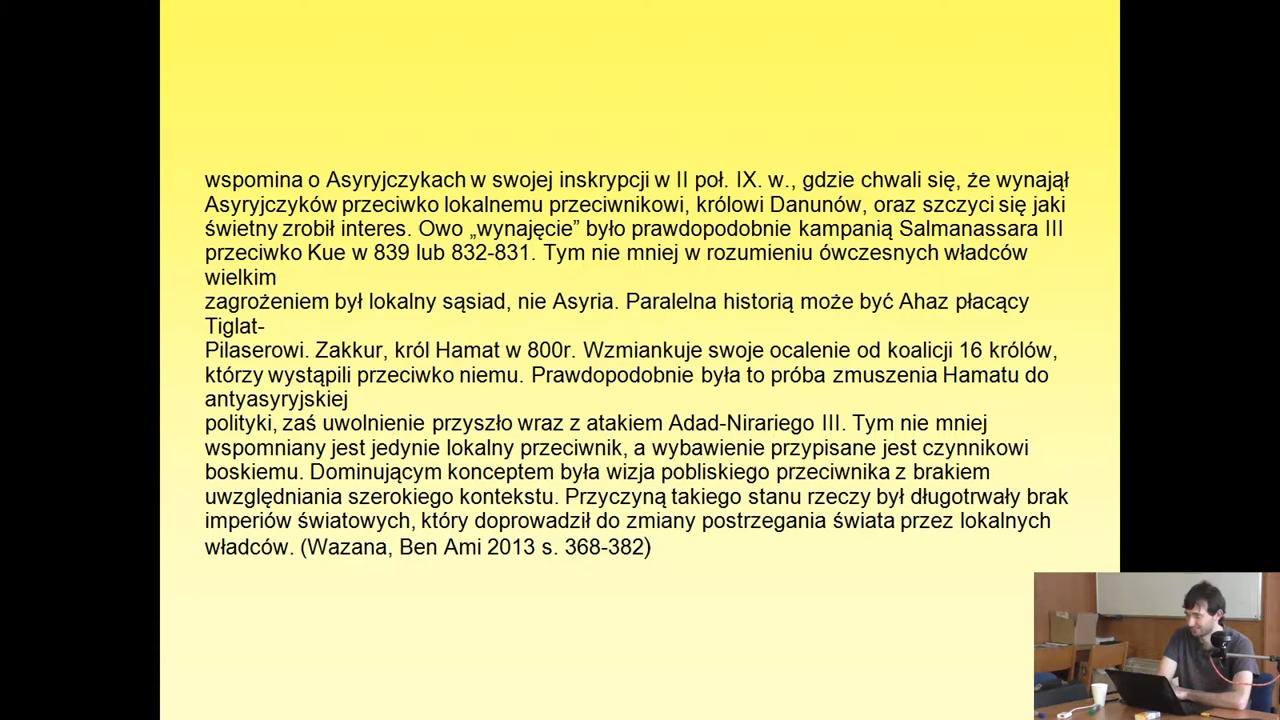 wspomina o Asyryjczykach w swojej inskrypcji w II poł. IX. w., gdzie chwali się, że wynajął
Asyryjczyków przeciwko lokalnemu przeciwnikowi, królowi Danunów, oraz szczyci się jaki
świetny zrobił interes. Owo „wynajęcie” było prawdopodobnie kampanią Salmanassara III
przeciwko Kue w 839 lub 832-831. Tym nie mniej w rozumieniu ówczesnych władców
wielkim
zagrożeniem był lokalny sąsiad, nie Asyria. Paralelna historią może być Ahaz płacący
Tiglat-
Pilaserowi. Zakkur, król Hamat w 800r. Wzmiankuje swoje ocalenie od koalicji 16 królów,
którzy wystąpili przeciwko niemu. Prawdopodobnie była to próba zmuszenia Hamatu do
antyasyryjskiej
polityki, zaś uwolnienie przyszło wraz z atakiem Adad-Nirariego III. Tym nie mniej
wspomniany jest jedynie lokalny przeciwnik, a wybawienie przypisane jest czynnikowi
boskiemu. Dominującym konceptem była wizja pobliskiego przeciwnika z brakiem
uwzględniania szerokiego kontekstu. Przyczyną takiego stanu rzeczy był długotrwały brak
imperiów światowych, który doprowadził do zmiany postrzegania świata przez lokalnych
władców. (Wazana, Ben Ami 2013 s. 368-382)